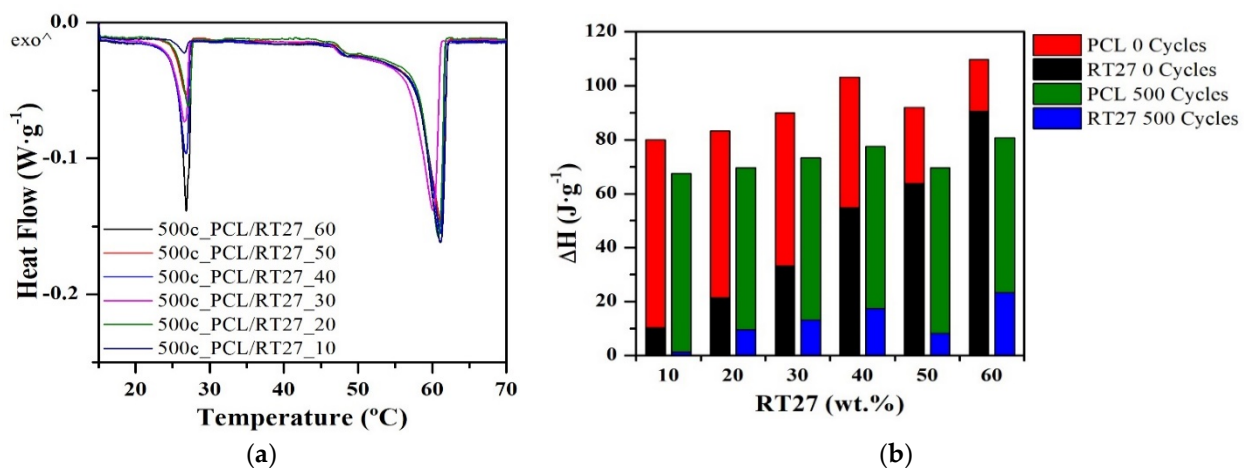 0.0
exo^
-0.1
-0.2
Heat Flow (W·g⁻¹)
500c_PCL/RT27_60
500c_PCL/RT27_50
500c_PCL/RT27_40
500c_PCL/RT27_30
500c_PCL/RT27_20
500c_PCL/RT27_10
20 30 40 50 60 70
Temperature (ºC)
(a)
120
100
80
60
40
20
0
ΔH (J·g⁻¹)
10 20 30 40 50 60
RT27 (wt.%)
PCL 0 Cycles
RT27 0 Cycles
PCL 500 Cycles
RT27 500 Cycles
(b)